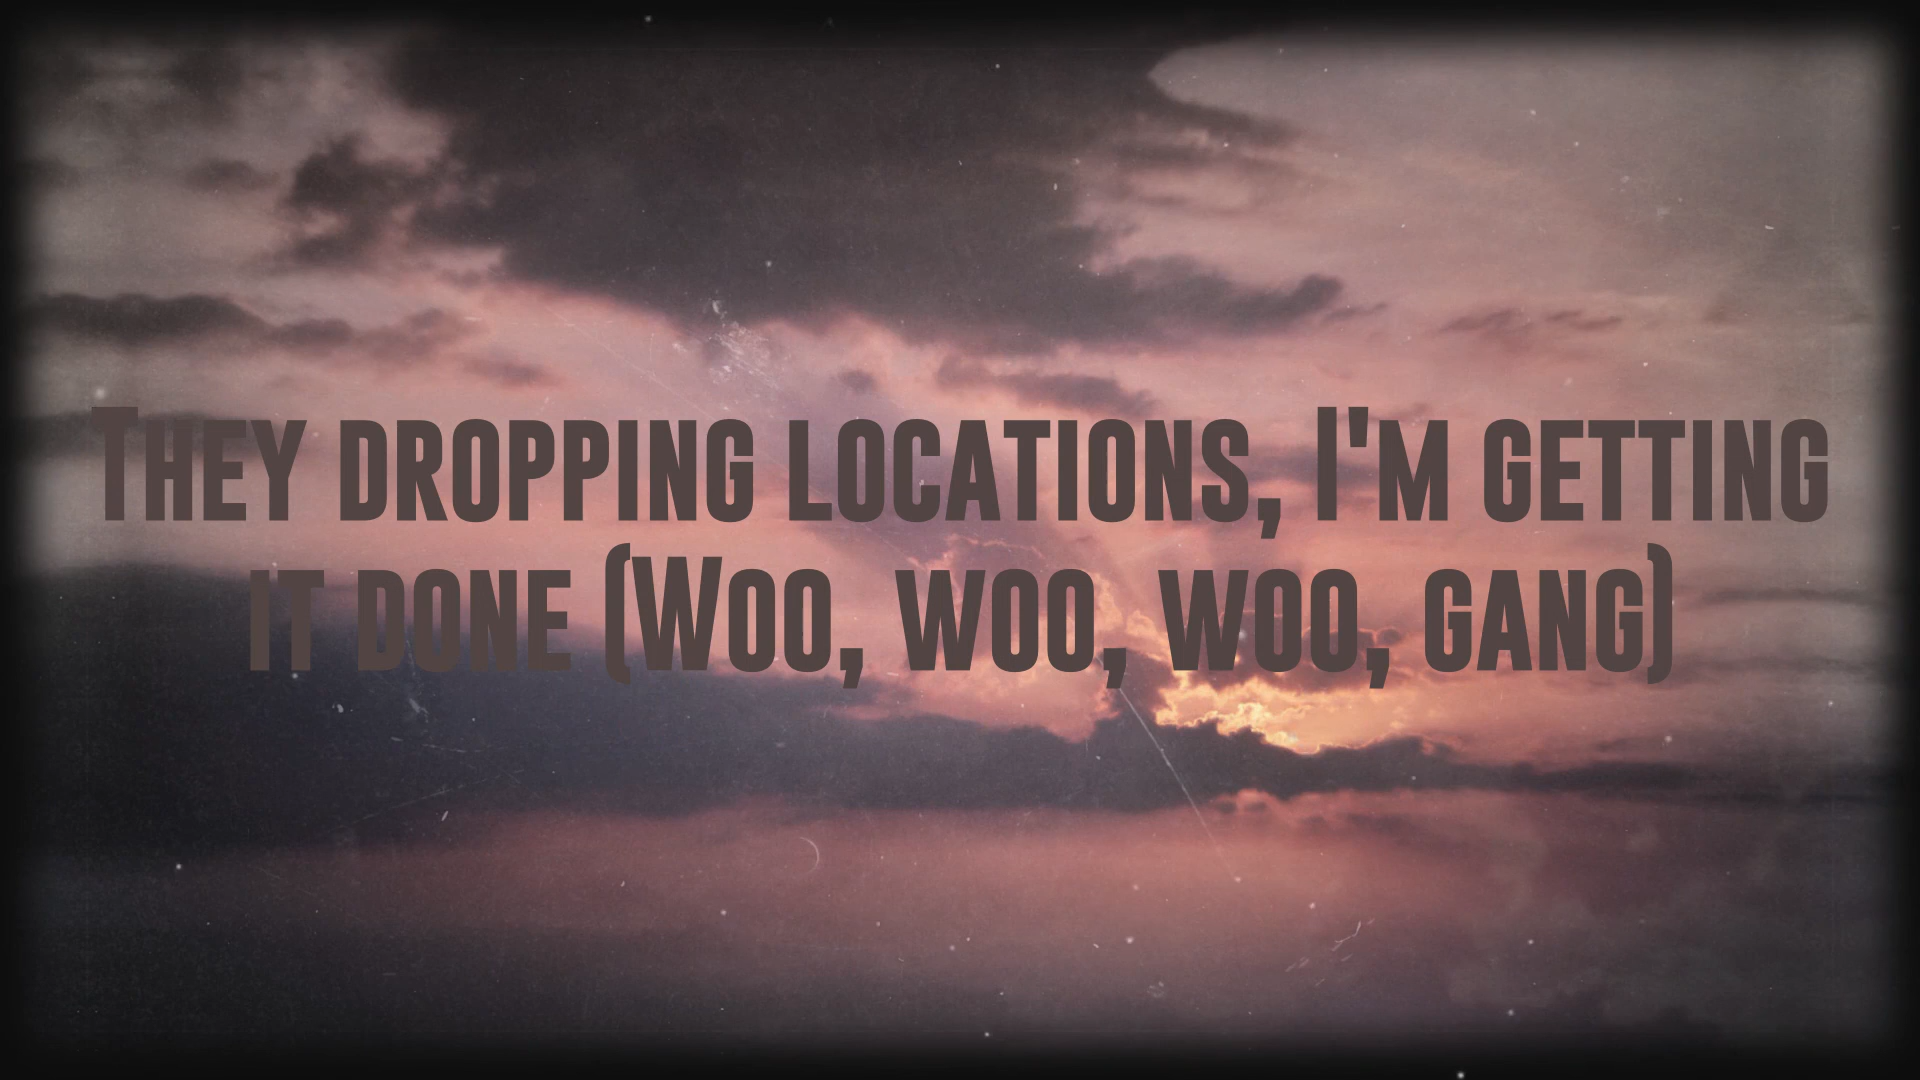 They dropping locations, I'm getting
it done (Woo, woo, woo, gang)